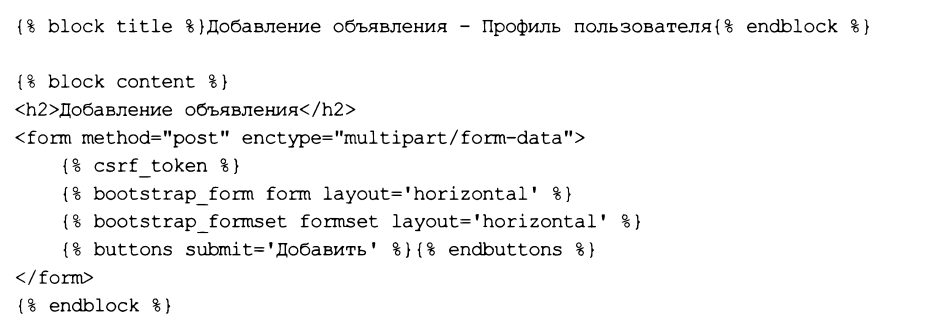 {% block title %}Добавление объявления - Профиль пользователя{% endblock %}
{% block content %}
<h2>Добавление объявления</h2>
<form method="post" enctype="multipart/form-data">
{% csrf_token %}
{% bootstrap_form form layout='horizontal' %}
{% bootstrap_formset formset layout='horizontal' %}
{% buttons submit='Добавить' %}{% endbuttons %}
</form>
{% endblock %}